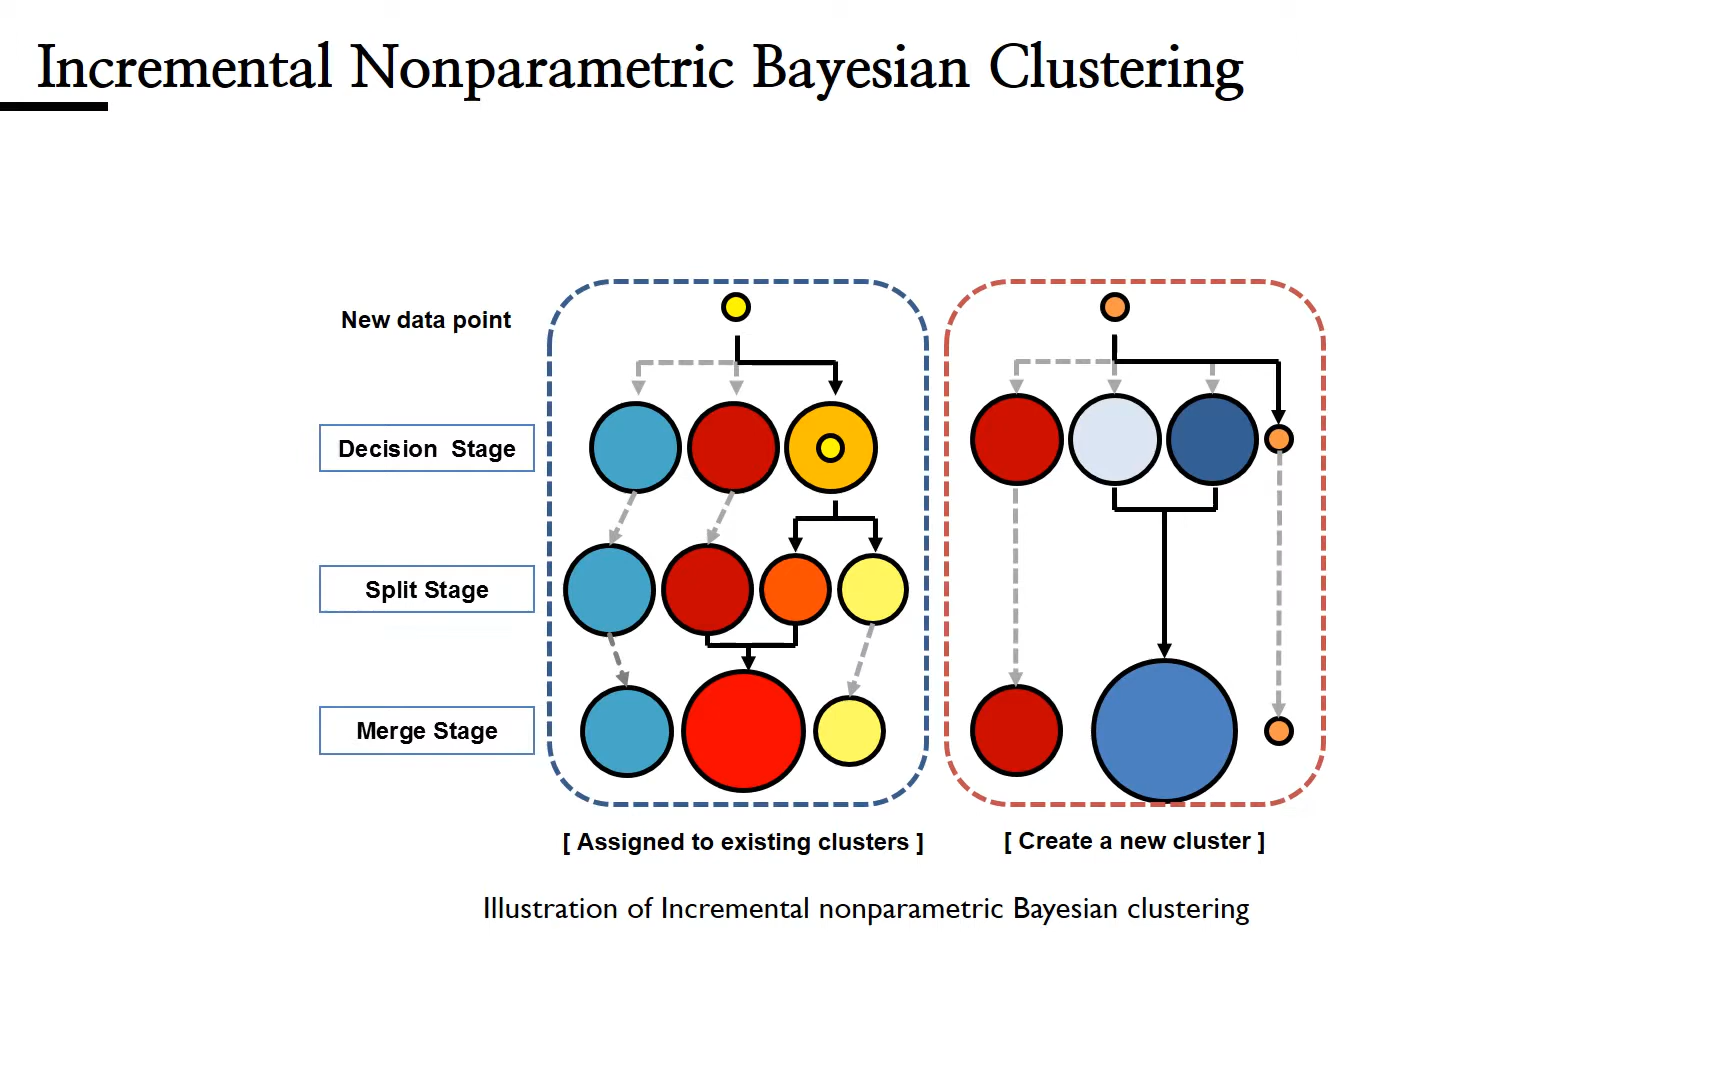 Incremental Nonparametric Bayesian Clustering
New data point
Decision Stage
Split Stage
Merge Stage
[ Assigned to existing clusters ]
[ Create a new cluster ]
Illustration of Incremental nonparametric Bayesian clustering